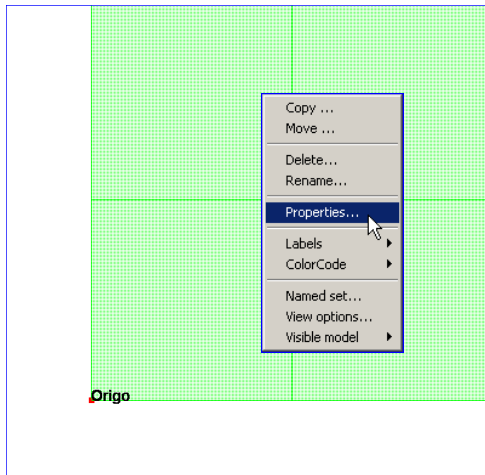 Copy ...
Move ...
Delete...
Rename...
Properties...
Labels
ColorCode
Named set...
View options...
Visible model
Origo